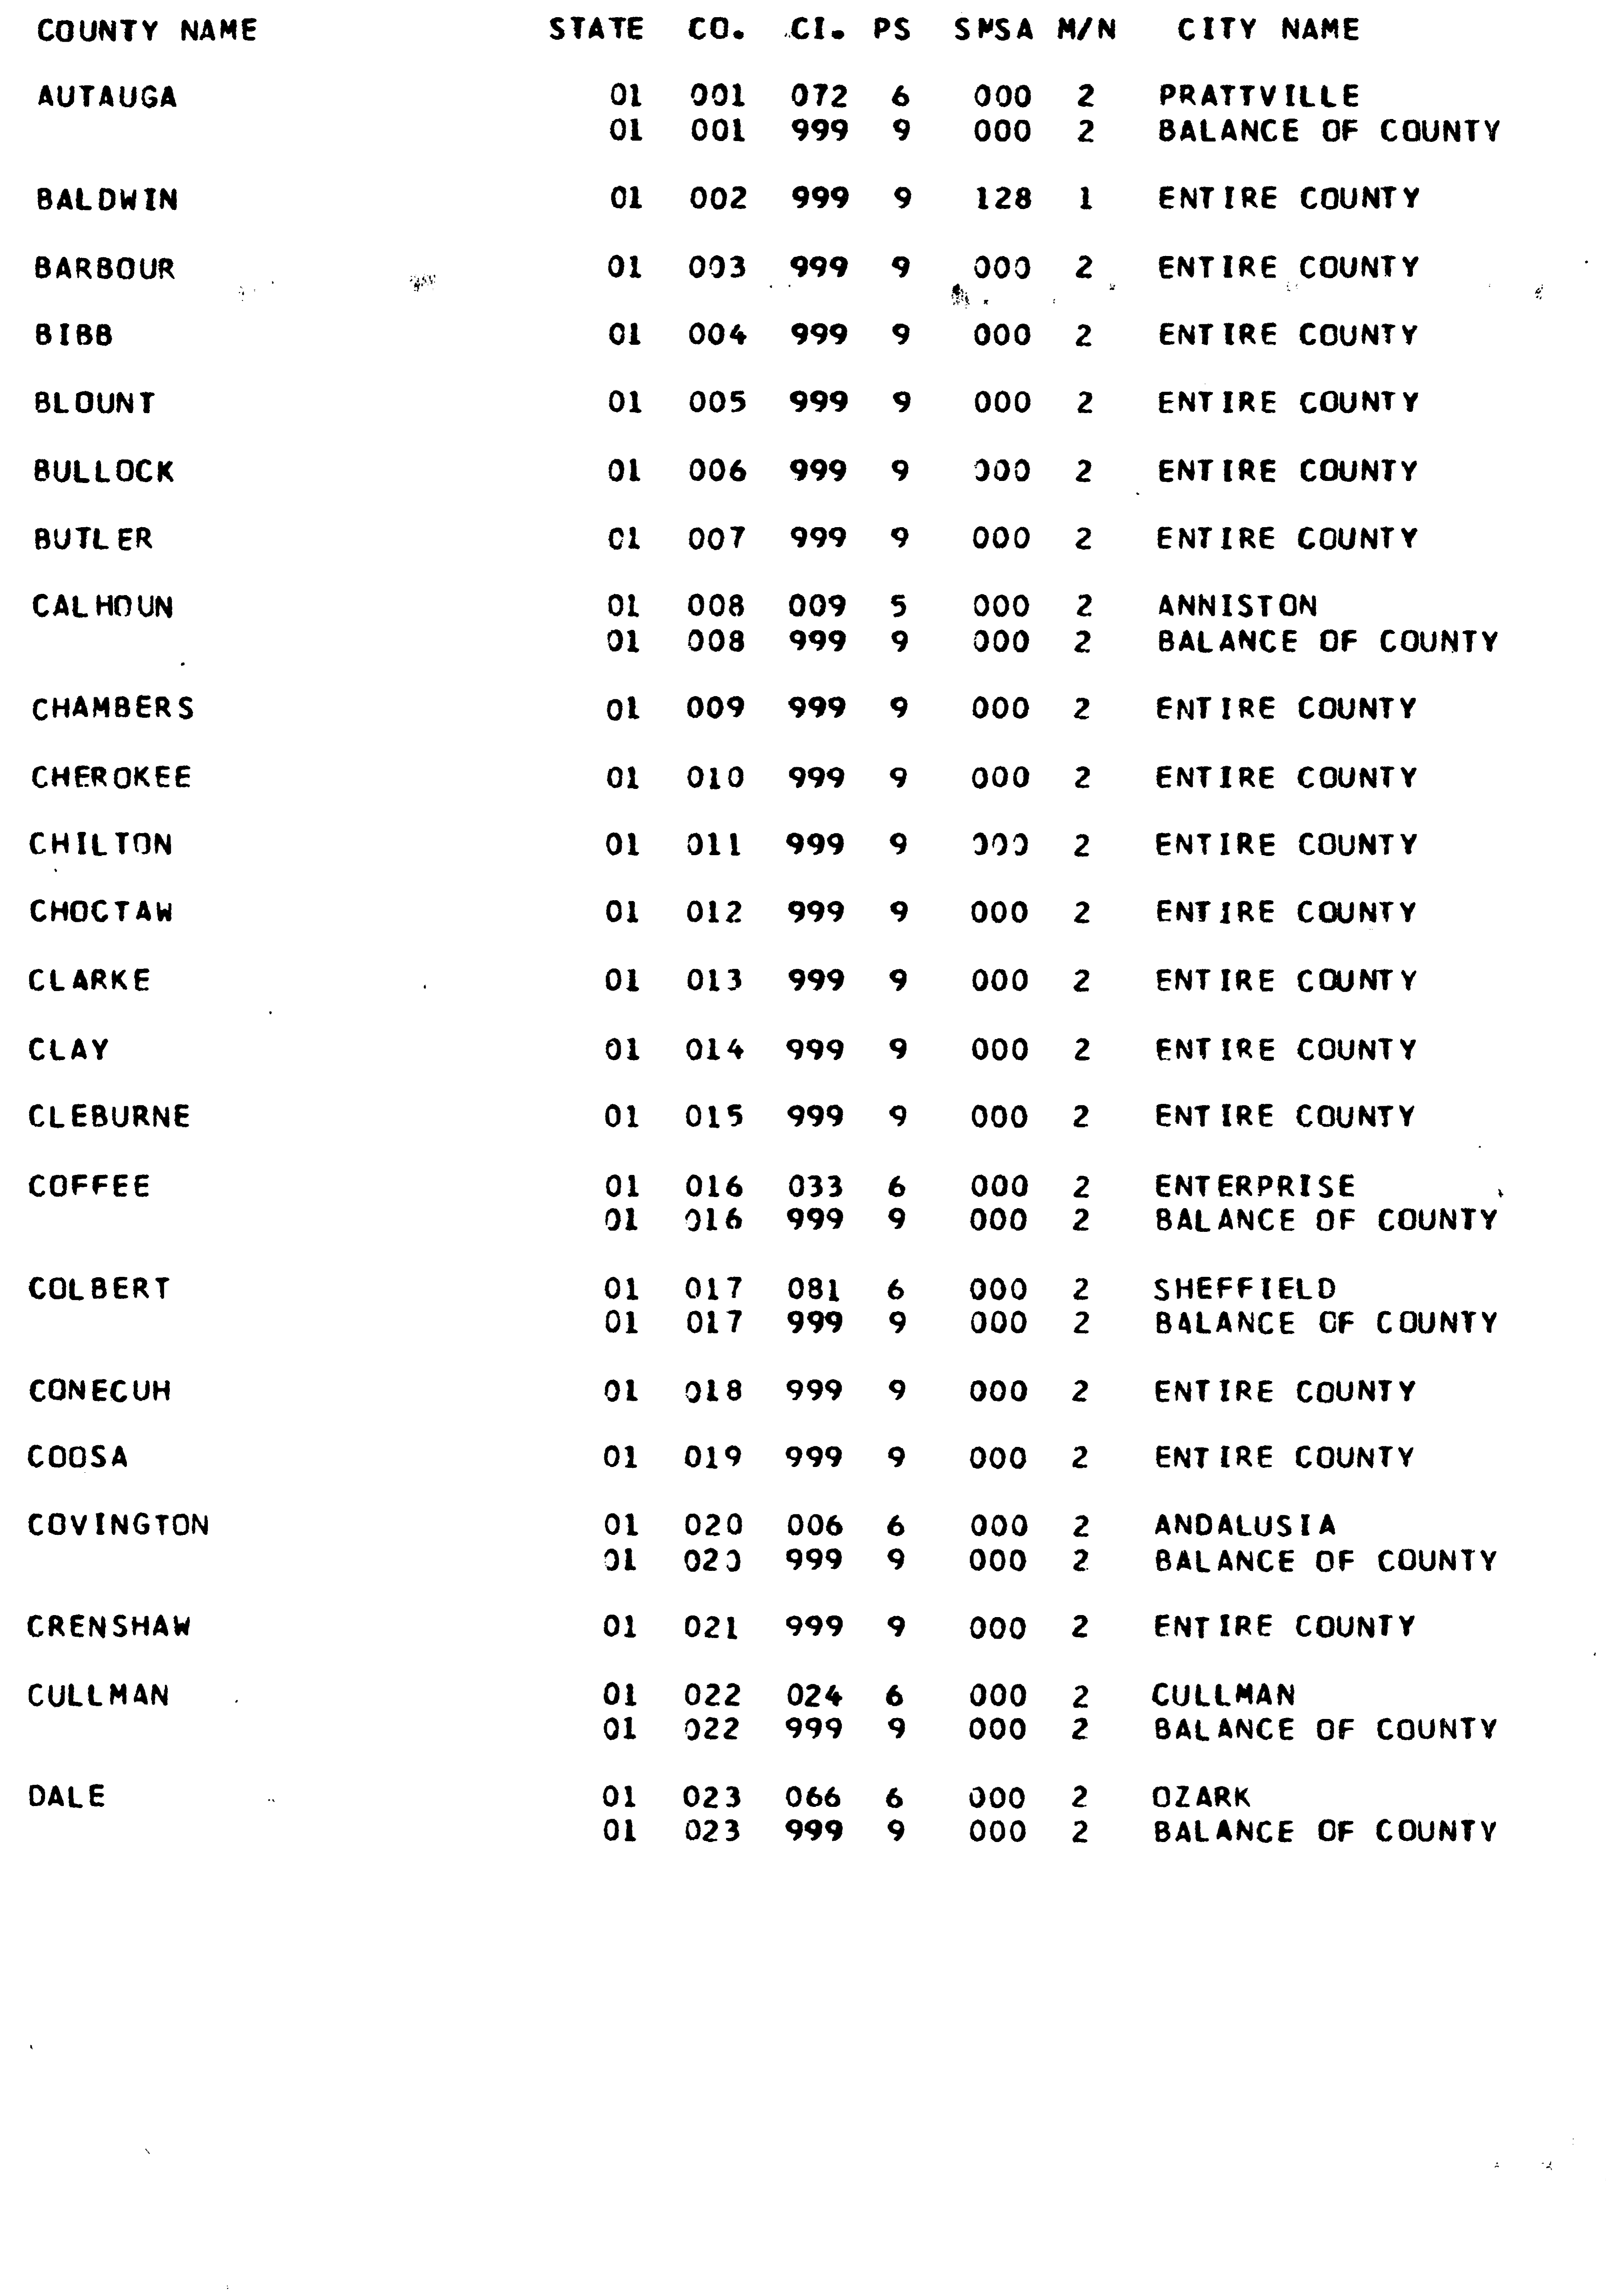 COUNTY NAME STATE CO. CI. PS SMSA M/N CITY NAME
AUTAUGA 01 001 072 6 000 2 PRATTVILLE
01 001 999 9 000 2 BALANCE OF COUNTY
BALDWIN 01 002 999 9 128 1 ENTIRE COUNTY
BARBOUR 01 003 999 9 000 2 ENTIRE COUNTY
BIBB 01 004 999 9 000 2 ENTIRE COUNTY
BLOUNT 01 005 999 9 000 2 ENTIRE COUNTY
BULLOCK 01 006 999 9 000 2 ENTIRE COUNTY
BUTLER 01 007 999 9 000 2 ENTIRE COUNTY
CALHOUN 01 008 009 5 000 2 ANNISTON
01 008 999 9 000 2 BALANCE OF COUNTY
CHAMBERS 01 009 999 9 000 2 ENTIRE COUNTY
CHEROKEE 01 010 999 9 000 2 ENTIRE COUNTY
CHILTON 01 011 999 9 000 2 ENTIRE COUNTY
CHOCTAW 01 012 999 9 000 2 ENTIRE COUNTY
CLARKE 01 013 999 9 000 2 ENTIRE COUNTY
CLAY 01 014 999 9 000 2 ENTIRE COUNTY
CLEBURNE 01 015 999 9 000 2 ENTIRE COUNTY
COFFEE 01 016 033 6 000 2 ENTERPRISE
01 016 999 9 000 2 BALANCE OF COUNTY
COLBERT 01 017 081 6 000 2 SHEFFIELD
01 017 999 9 000 2 BALANCE OF COUNTY
CONECUH 01 018 999 9 000 2 ENTIRE COUNTY
COOSA 01 019 999 9 000 2 ENTIRE COUNTY
COVINGTON 01 020 006 6 000 2 ANDALUSIA
01 020 999 9 000 2 BALANCE OF COUNTY
CRENSHAW 01 021 999 9 000 2 ENTIRE COUNTY
CULLMAN 01 022 024 6 000 2 CULLMAN
01 022 999 9 000 2 BALANCE OF COUNTY
DALE 01 023 066 6 000 2 OZARK
01 023 999 9 000 2 BALANCE OF COUNTY